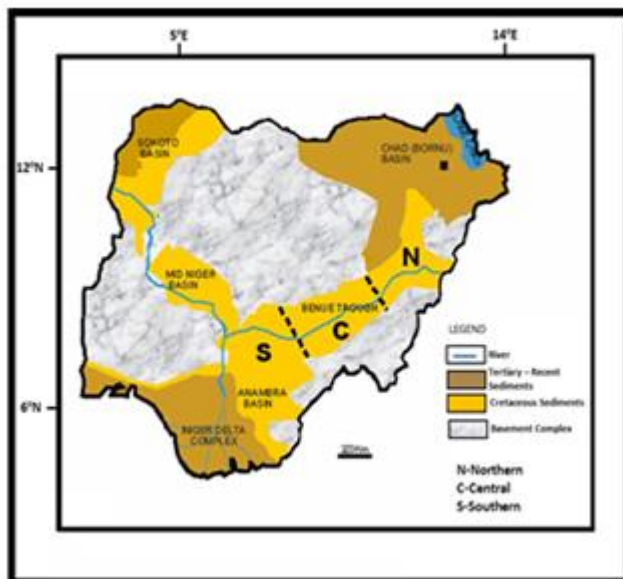 5°E
14°E
SOKOTO
BASIN
12°N
CHAD (BORNU)
BASIN
N
MID NIGER
BASIN
BENUE TROUGH
C
S
LEGEND
River
Tertiary – Recent
Sediments
Cretaceous Sediments
Basement Complex
ANAMBRA
BASIN
6°N
NIGER DELTA
COMPLEX
N-Northern
C-Central
S-Southern